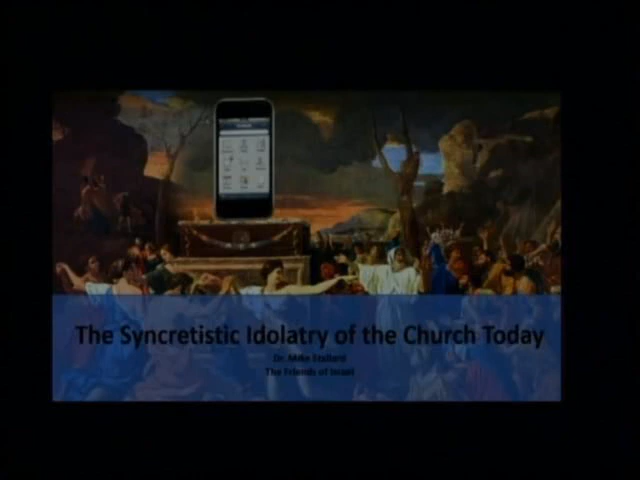 The Syncretistic Idolatry of the Church Today
Dr. Mike Stallard
The Friends of Israel